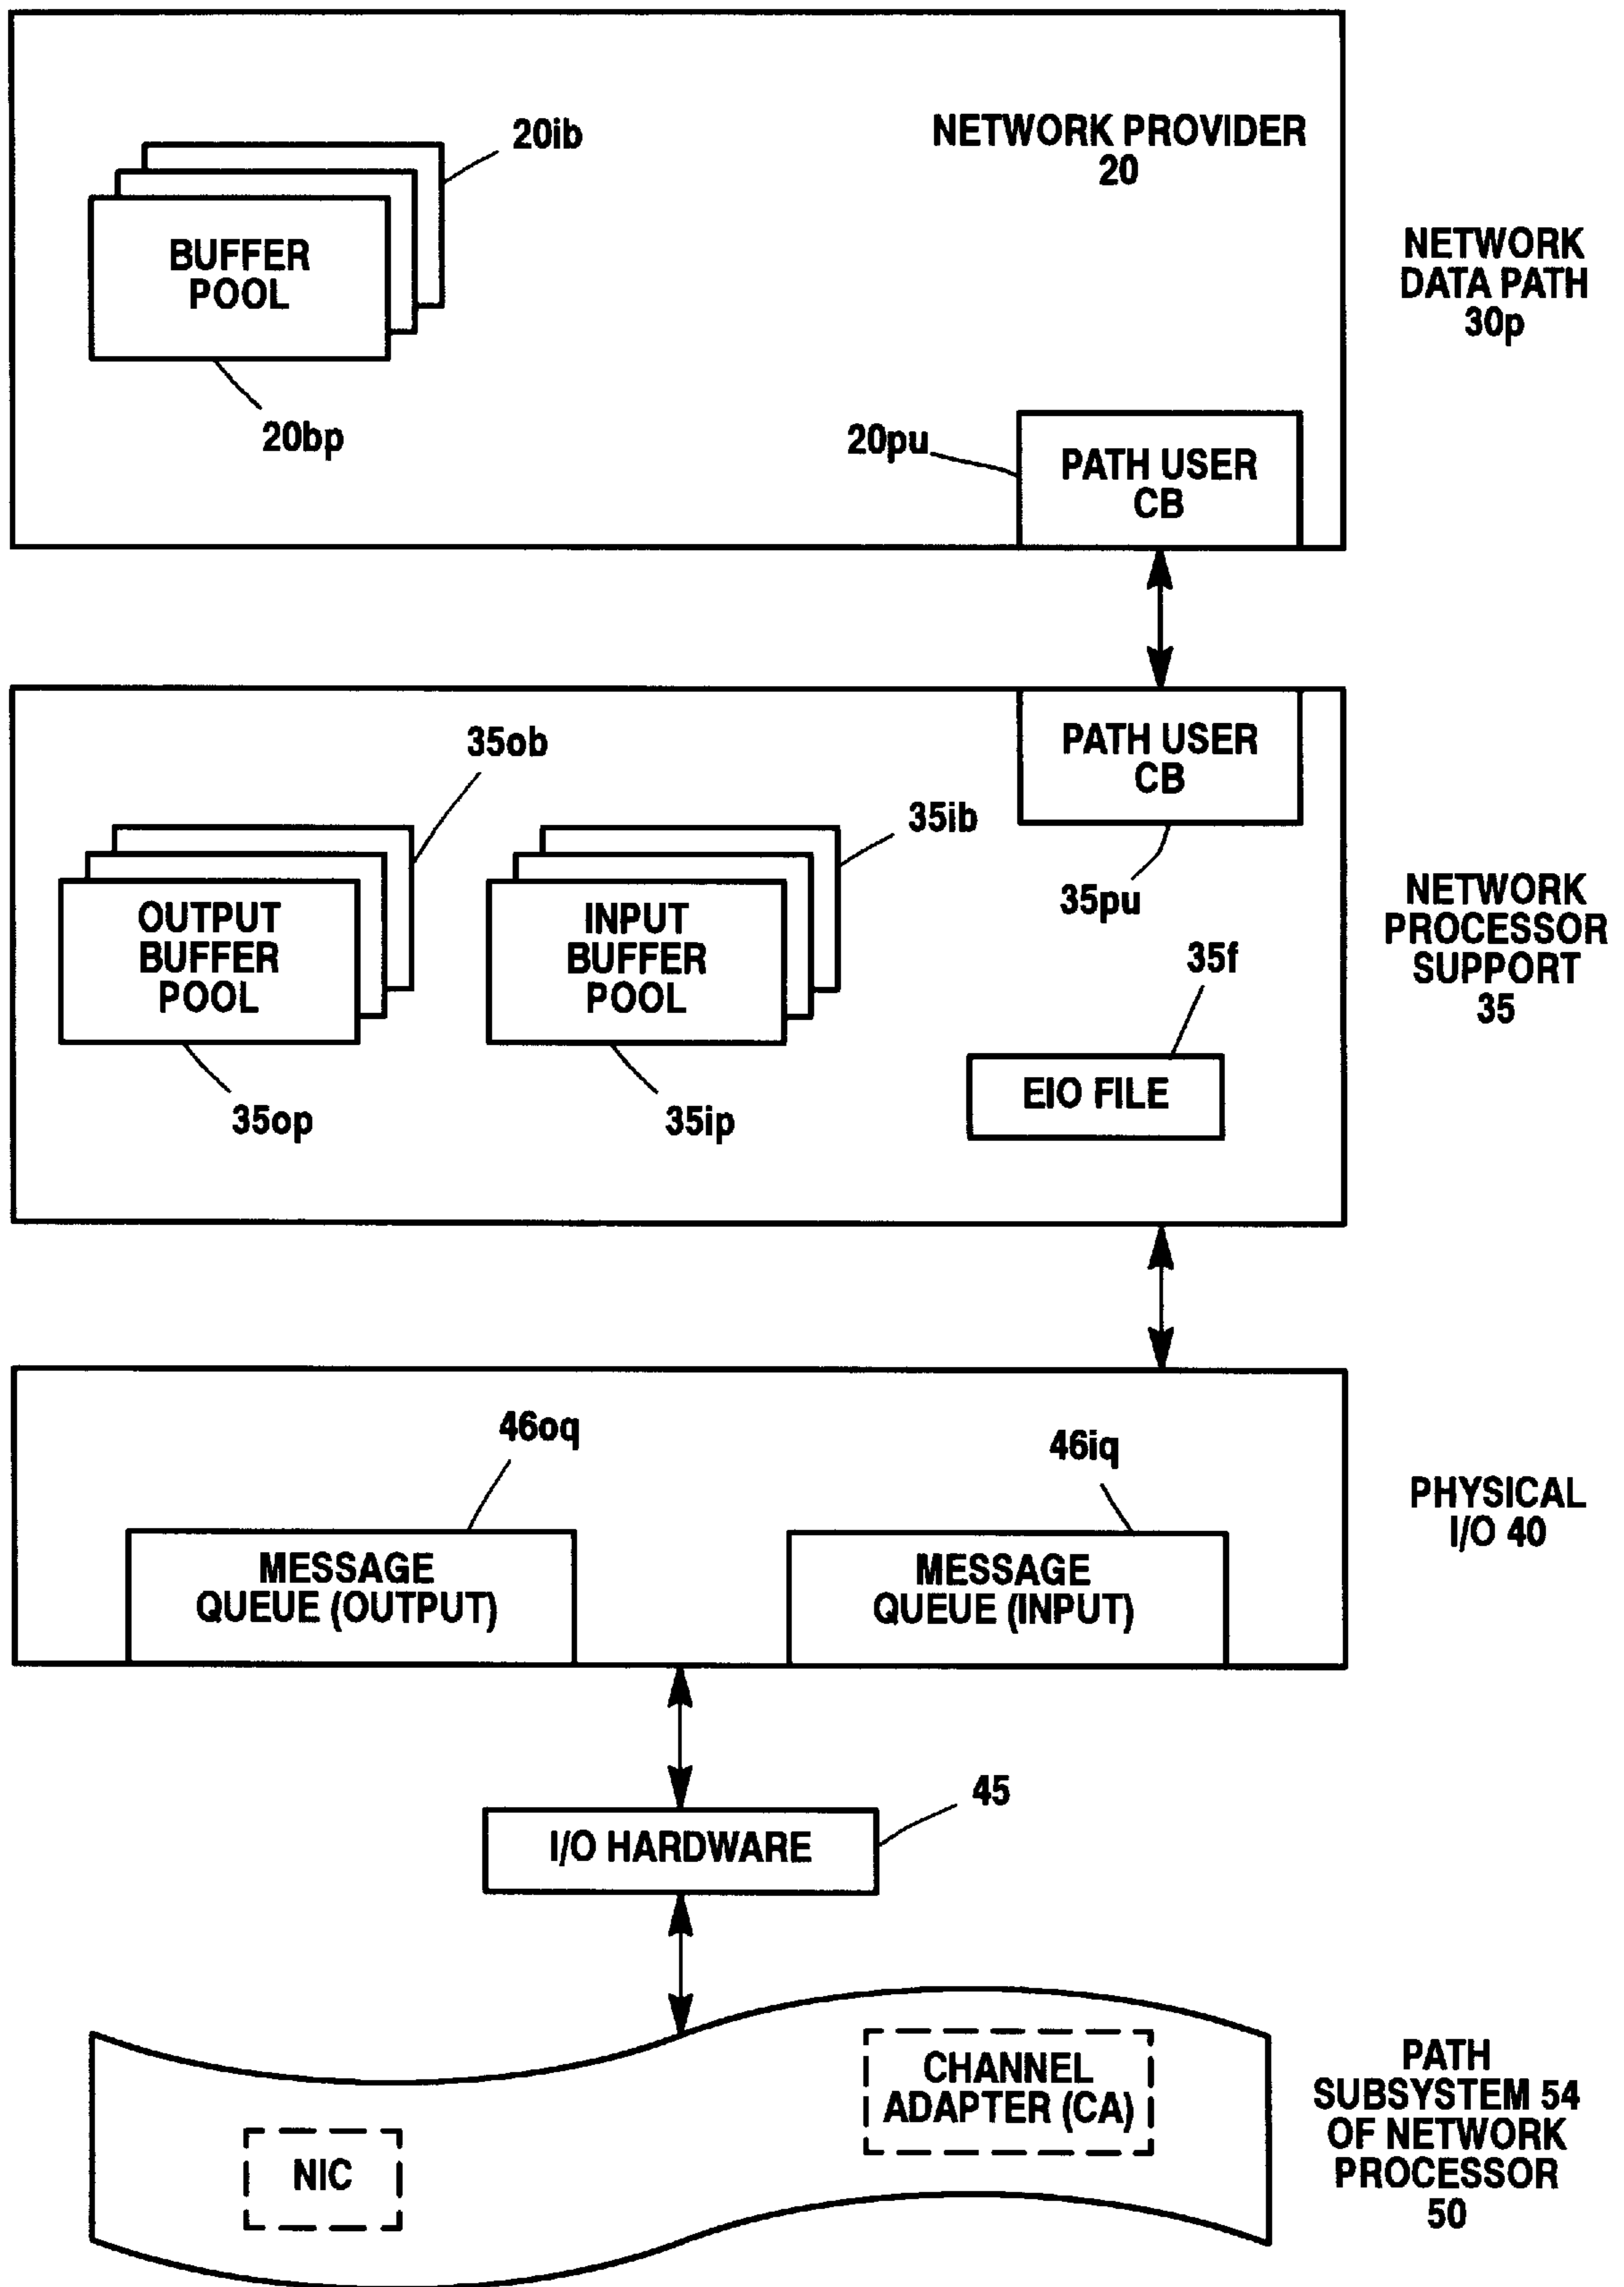 20ib
NETWORK PROVIDER
20
BUFFER
POOL
NETWORK
DATA PATH
30p
20bp
20pu
PATH USER
CB
35ob
PATH USER
CB
35ib
35pu
OUTPUT
BUFFER
POOL
INPUT
BUFFER
POOL
NETWORK
PROCESSOR
SUPPORT
35
35f
EIO FILE
35op
35ip
46oq
46iq
PHYSICAL
I/O 40
MESSAGE
QUEUE (OUTPUT)
MESSAGE
QUEUE (INPUT)
45
I/O HARDWARE
CHANNEL
ADAPTER (CA)
NIC
PATH
SUBSYSTEM 54
OF NETWORK
PROCESSOR
50